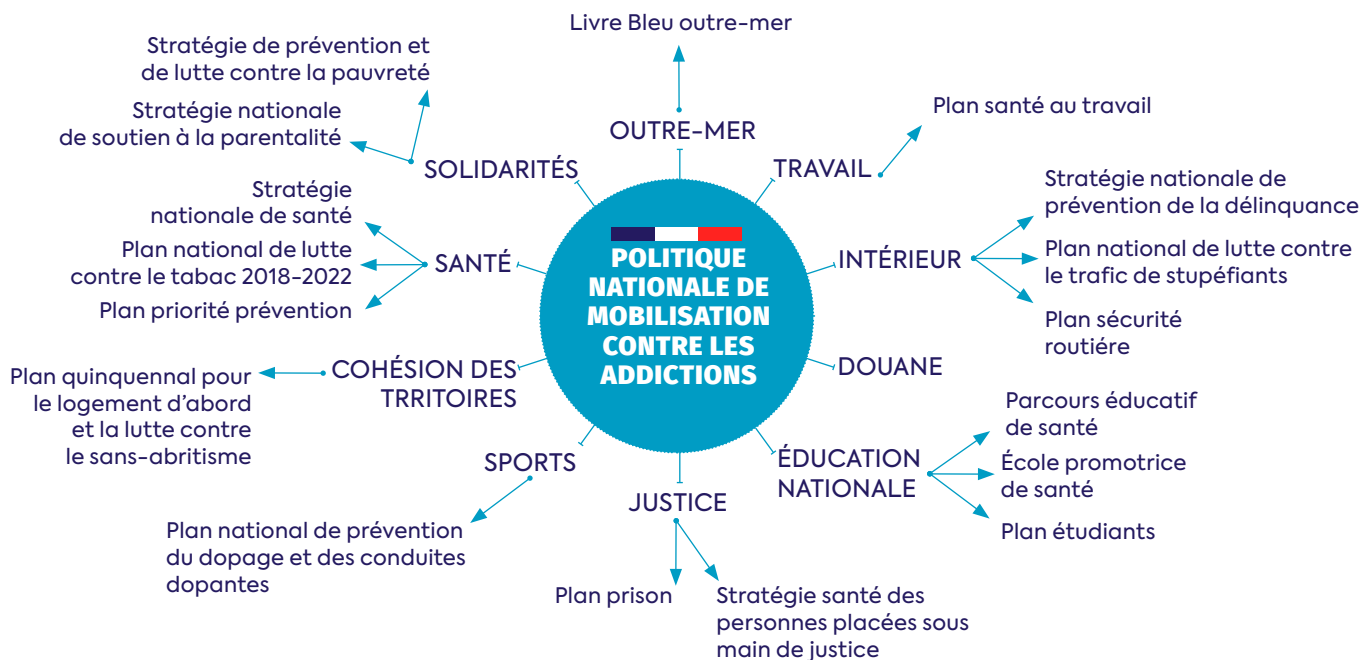 Livre Bleu outre-mer
OUTRE-MER
Plan santé au travail
TRAVAIL
Stratégie nationale de
prévention de la délinquance
Plan national de lutte contre
le trafic de stupéfiants
Plan sécurité
routiére
INTÉRIEUR
DOUANE
Parcours éducatif
de santé
École promotrice
de santé
Plan étudiants
ÉDUCATION
NATIONALE
JUSTICE
Plan prison
Stratégie santé des
personnes placées sous
main de justice
SPORTS
Plan national de prévention
du dopage et des conduites
dopantes
COHÉSION DES
TRRITOIRES
Plan quinquennal pour
le logement d’abord
et la lutte contre
le sans-abritisme
SANTÉ
Stratégie
nationale de santé
Plan national de lutte
contre le tabac 2018-2022
Plan priorité prévention
SOLIDARITÉS
Stratégie de prévention et
de lutte contre la pauvreté
Stratégie nationale
de soutien à la parentalité
POLITIQUE
NATIONALE DE
MOBILISATION
CONTRE LES
ADDICTIONS